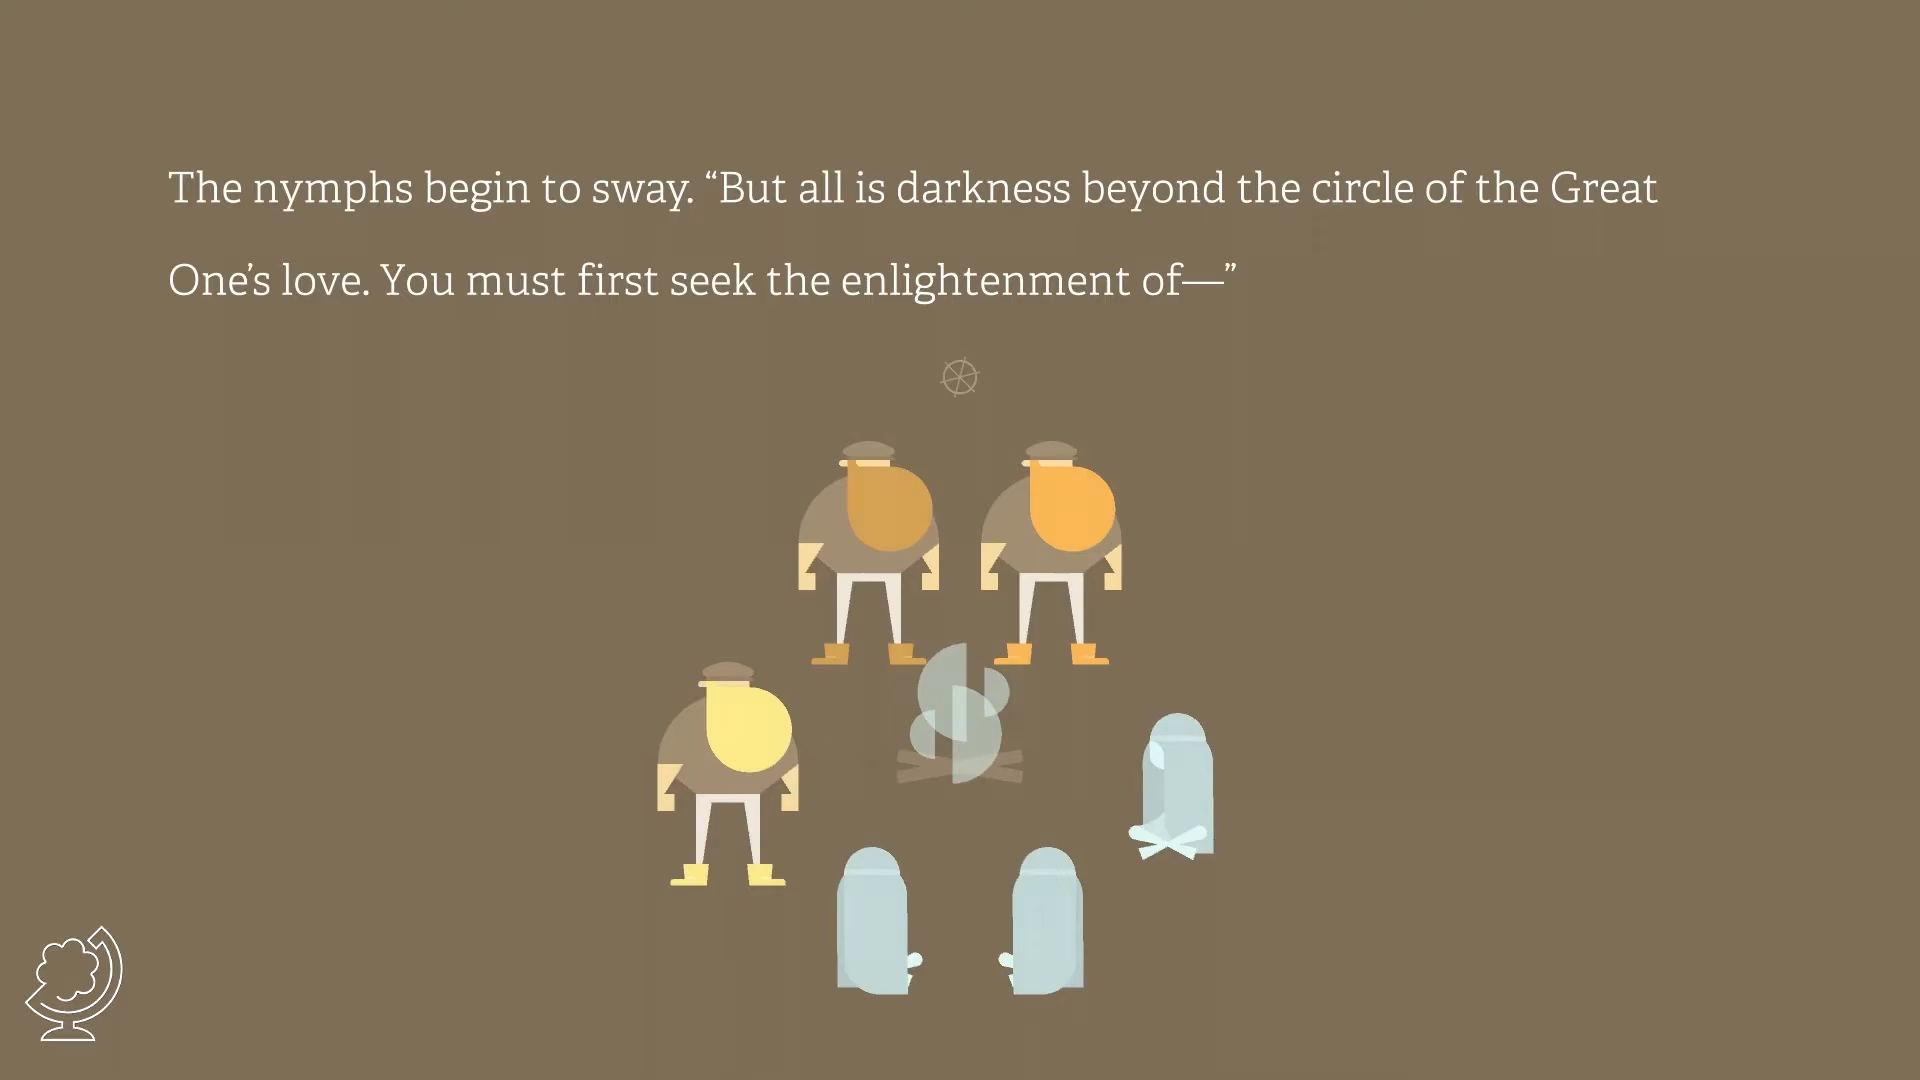 The nymphs begin to sway. “But all is darkness beyond the circle of the Great
One’s love. You must first seek the enlightenment of—”